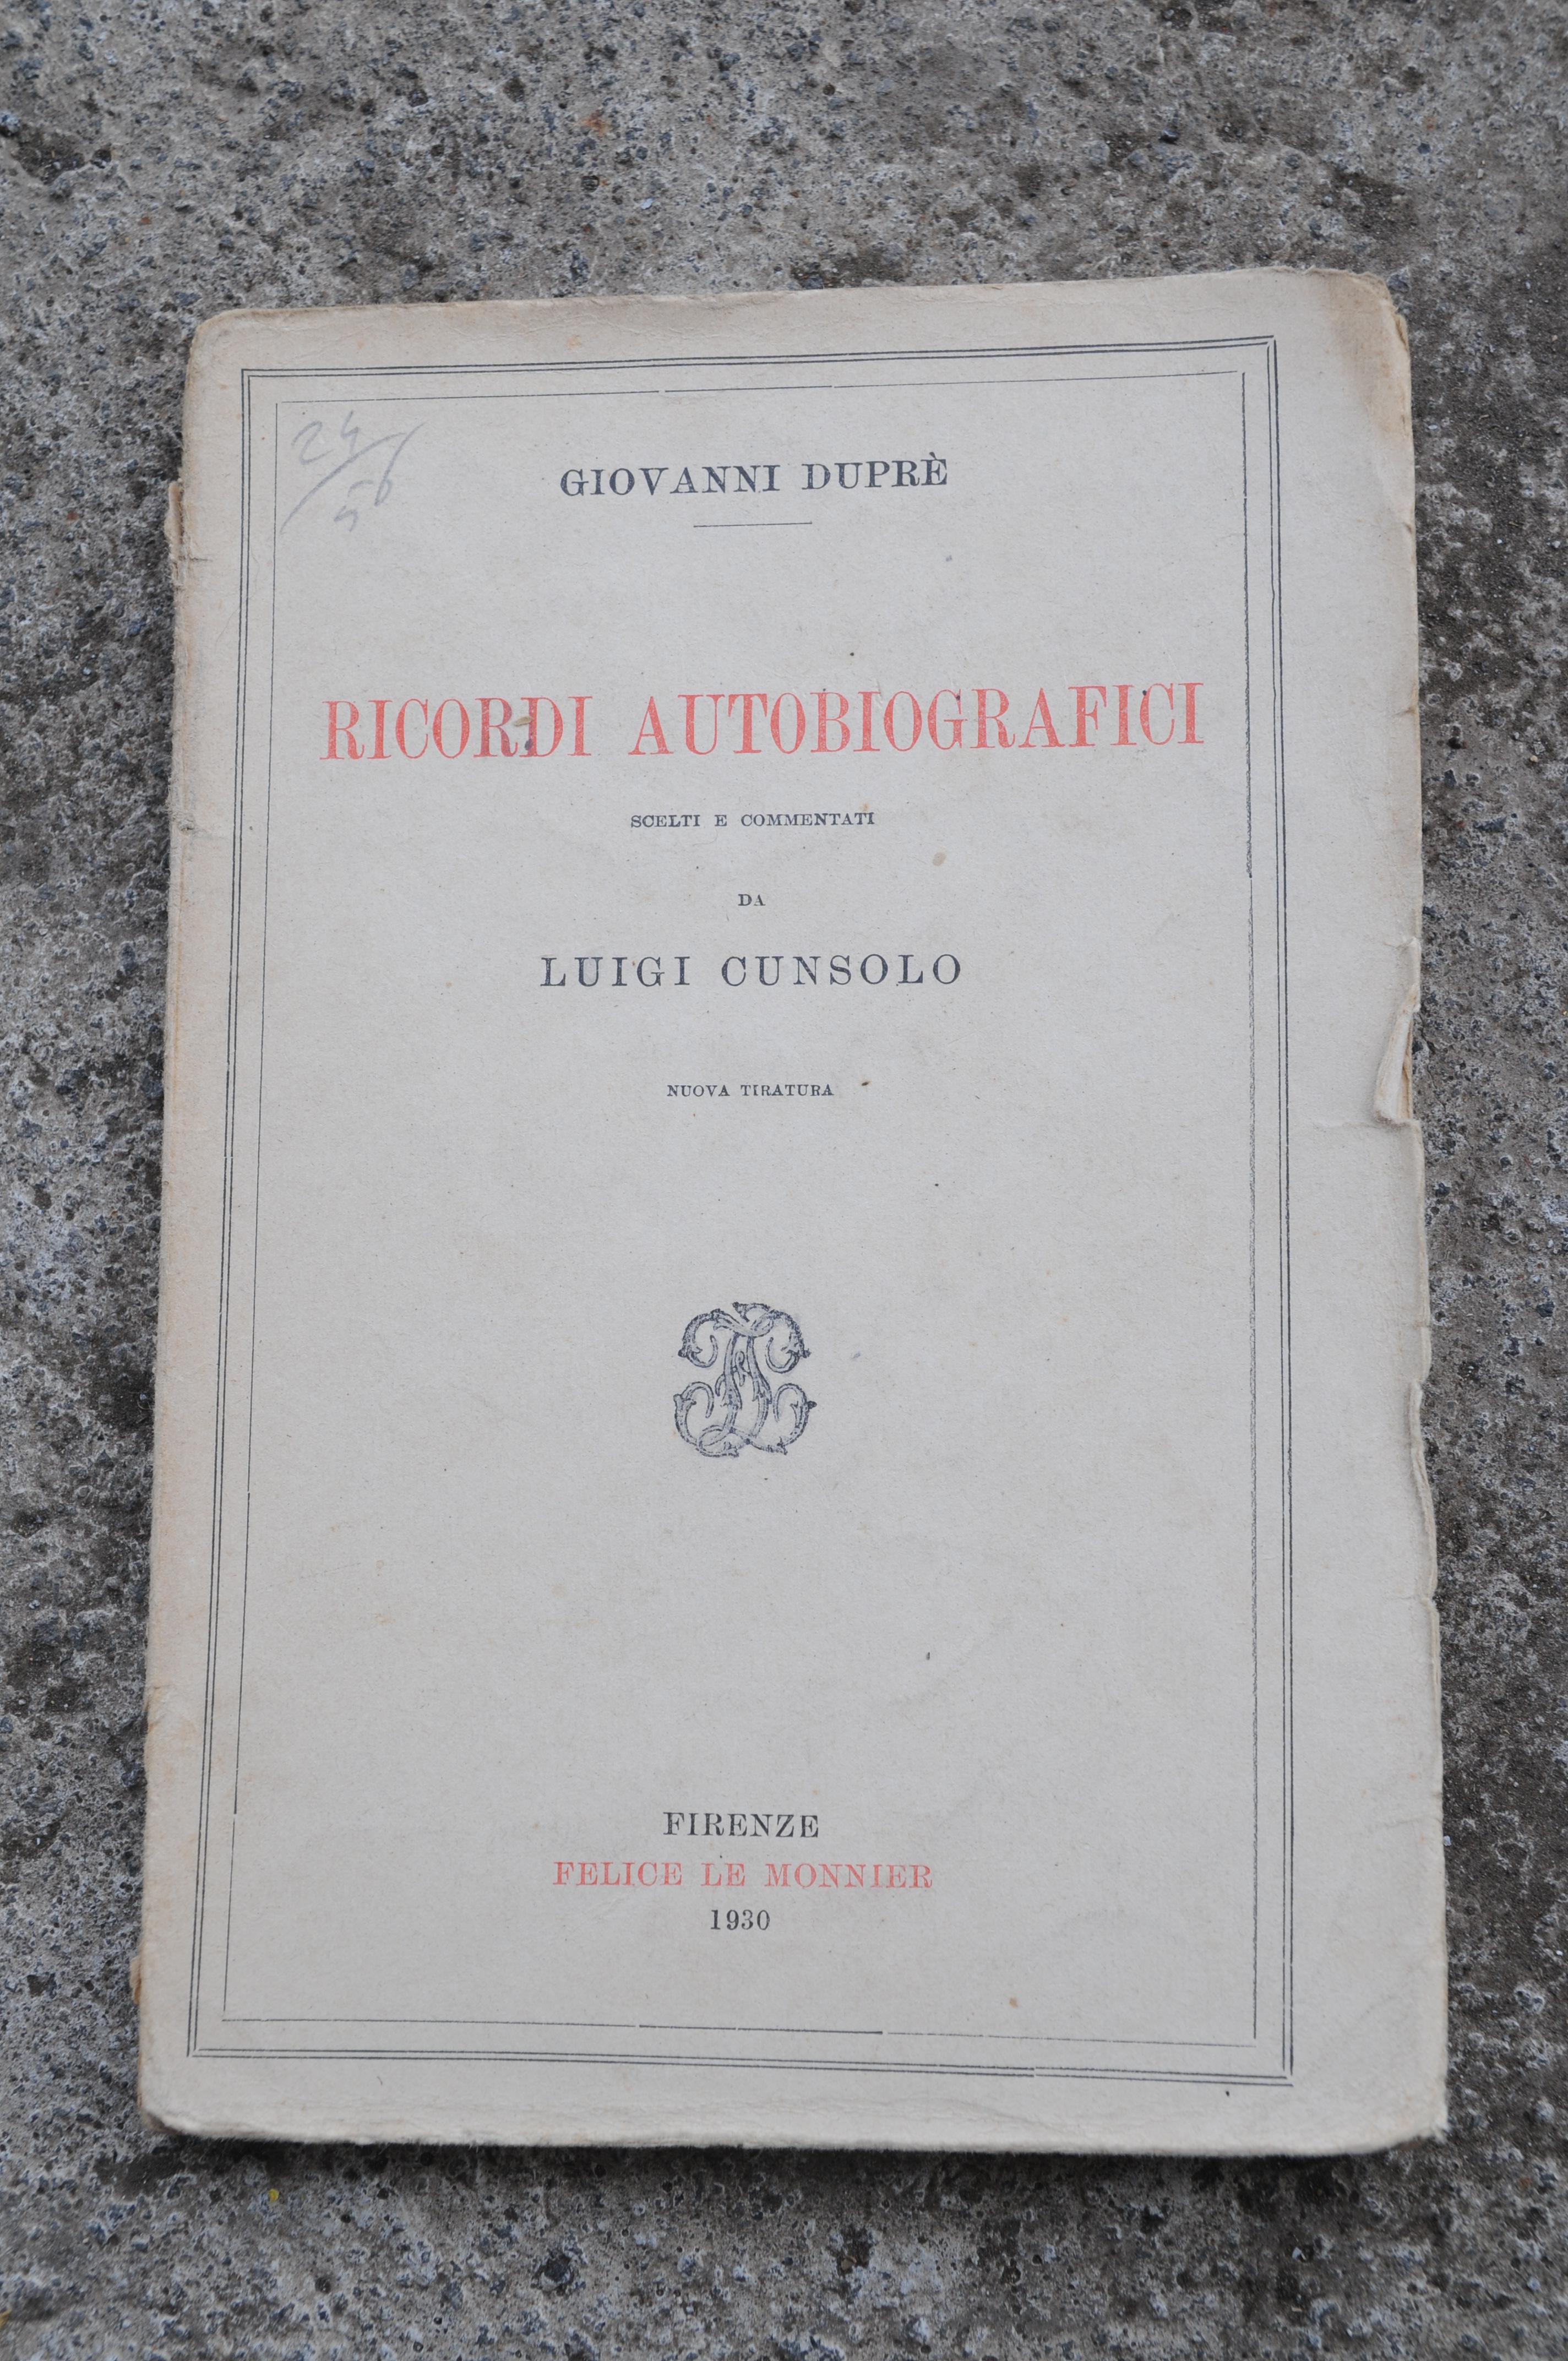 GIOVANNI DUPRÈ
RICORDI AUTOBIOGRAFICI
SCELTI E COMMENTATI
DA
LUIGI CUNSOLO
NUOVA TIRATURA
FIRENZE
FELICE LE MONNIER
1930